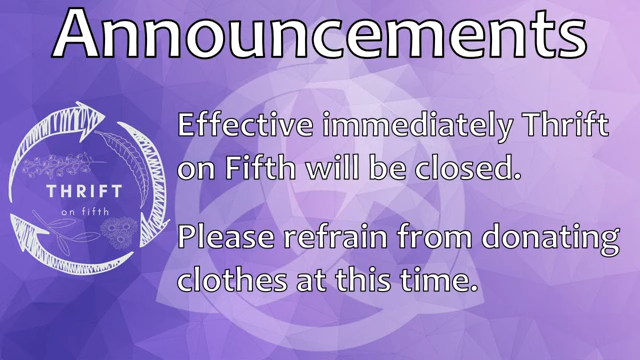 Announcements
Effective immediately Thrift
on Fifth will be closed.
THRIFT
on fifth
Please refrain from donating
clothes at this time.